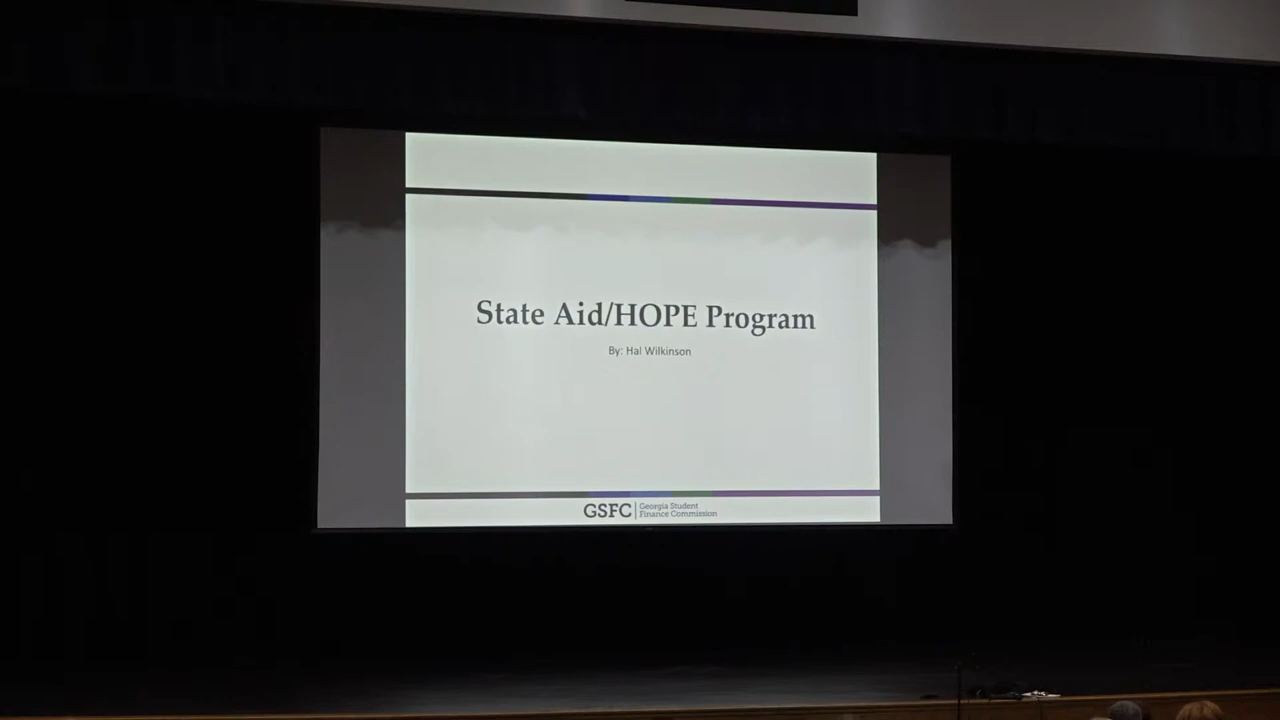 State Aid/HOPE Program
By: Hal Wilkinson
GSFC
Georgia Student
Finance Commission